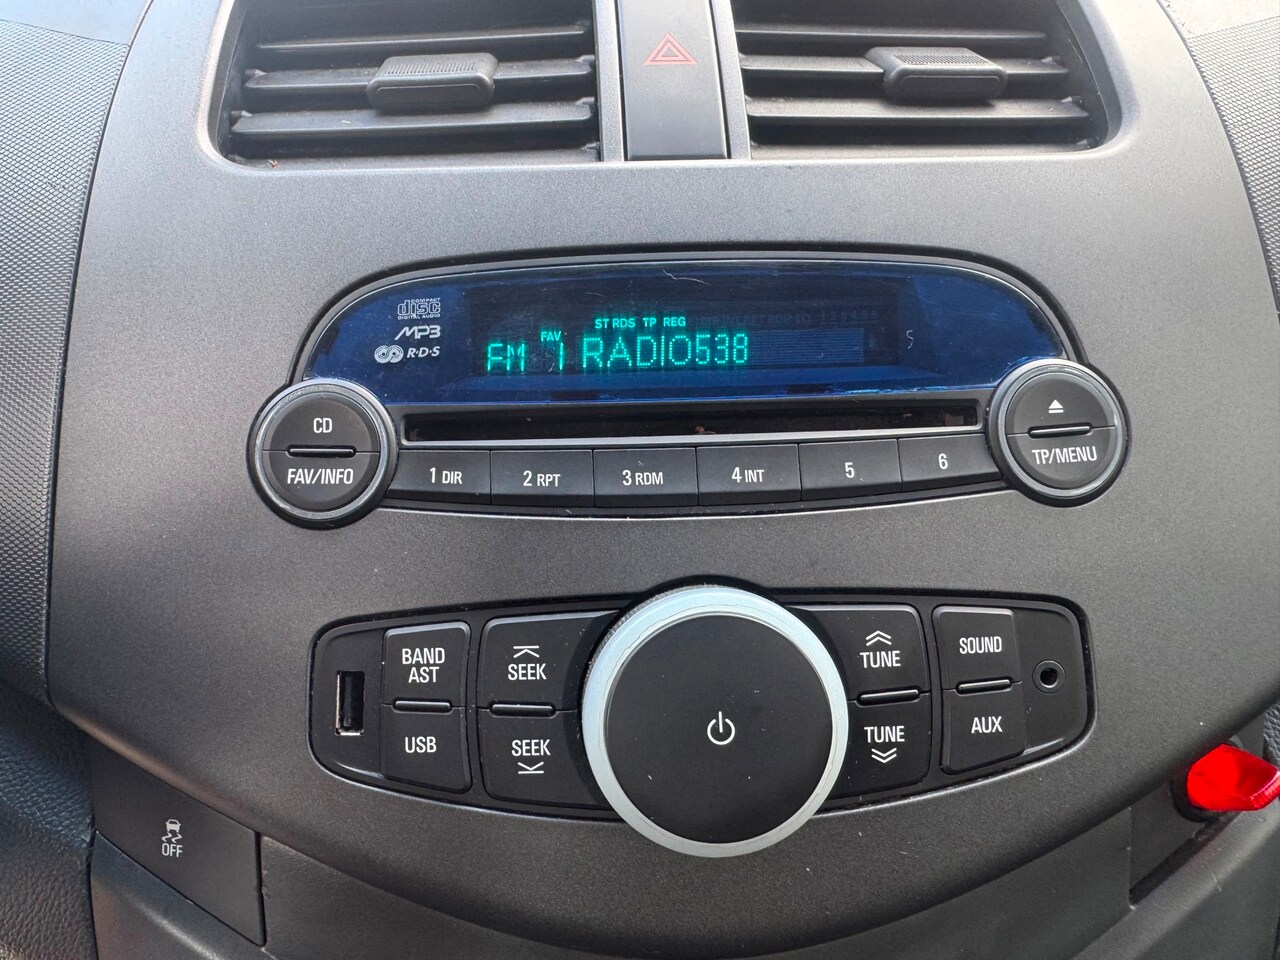 COMPACT
disc
DIGITAL AUDIO
MP3
R·D·S
ST RDS TP REG
FAV
FM 1 RADIO538
CD
FAV/INFO
1 DIR
2 RPT
3 RDM
4 INT
5
6
TP/MENU
BAND
AST
USB
SEEK
SEEK
TUNE
TUNE
SOUND
AUX
OFF